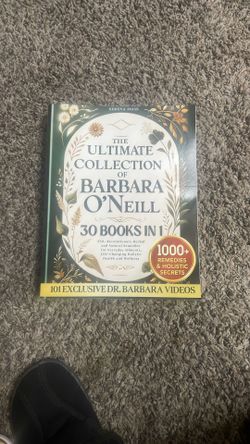 THE
ULTIMATE
COLLECTION
OF
BARBARA
O'NEILL
30 BOOKS IN 1
1000+
REMEDIES
& HOLISTIC
SECRETS
101 EXCLUSIVE DR. BARBARA VIDEOS